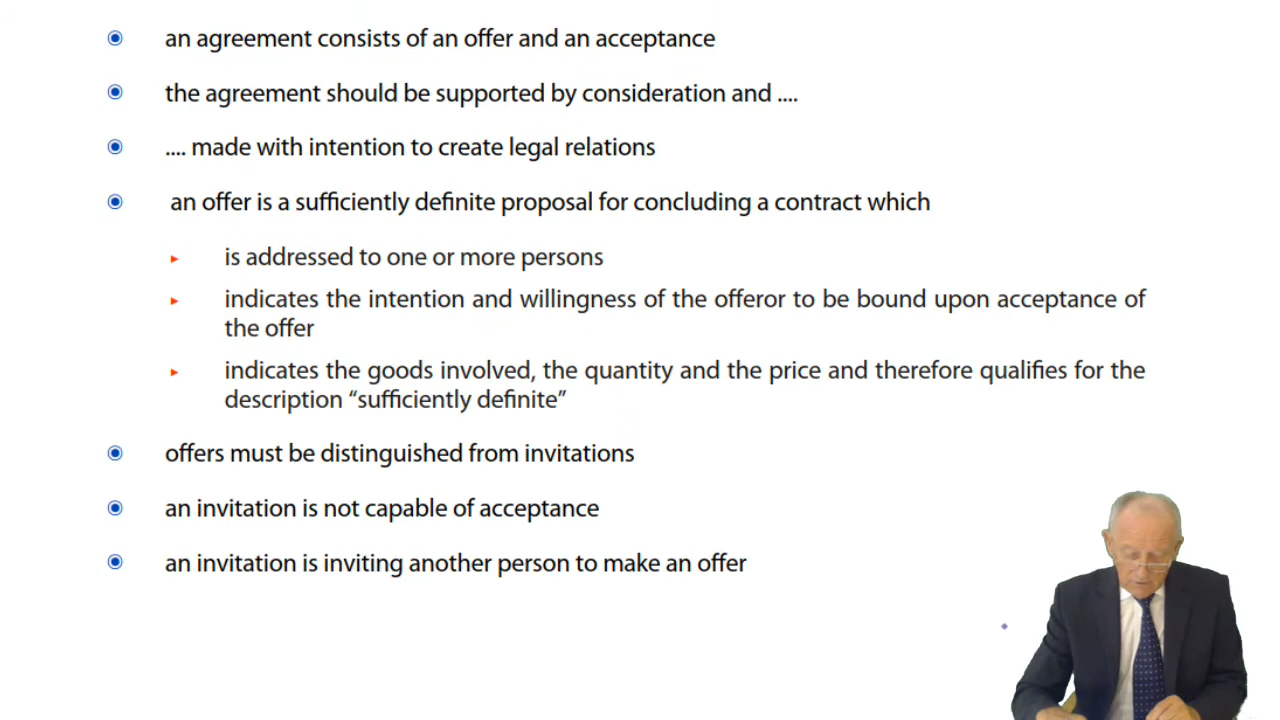 an agreement consists of an offer and an acceptance
the agreement should be supported by consideration and ....
.... made with intention to create legal relations
an offer is a sufficiently definite proposal for concluding a contract which
is addressed to one or more persons
indicates the intention and willingness of the offeror to be bound upon acceptance of
the offer
indicates the goods involved, the quantity and the price and therefore qualifies for the
description “sufficiently definite”
offers must be distinguished from invitations
an invitation is not capable of acceptance
an invitation is inviting another person to make an offer